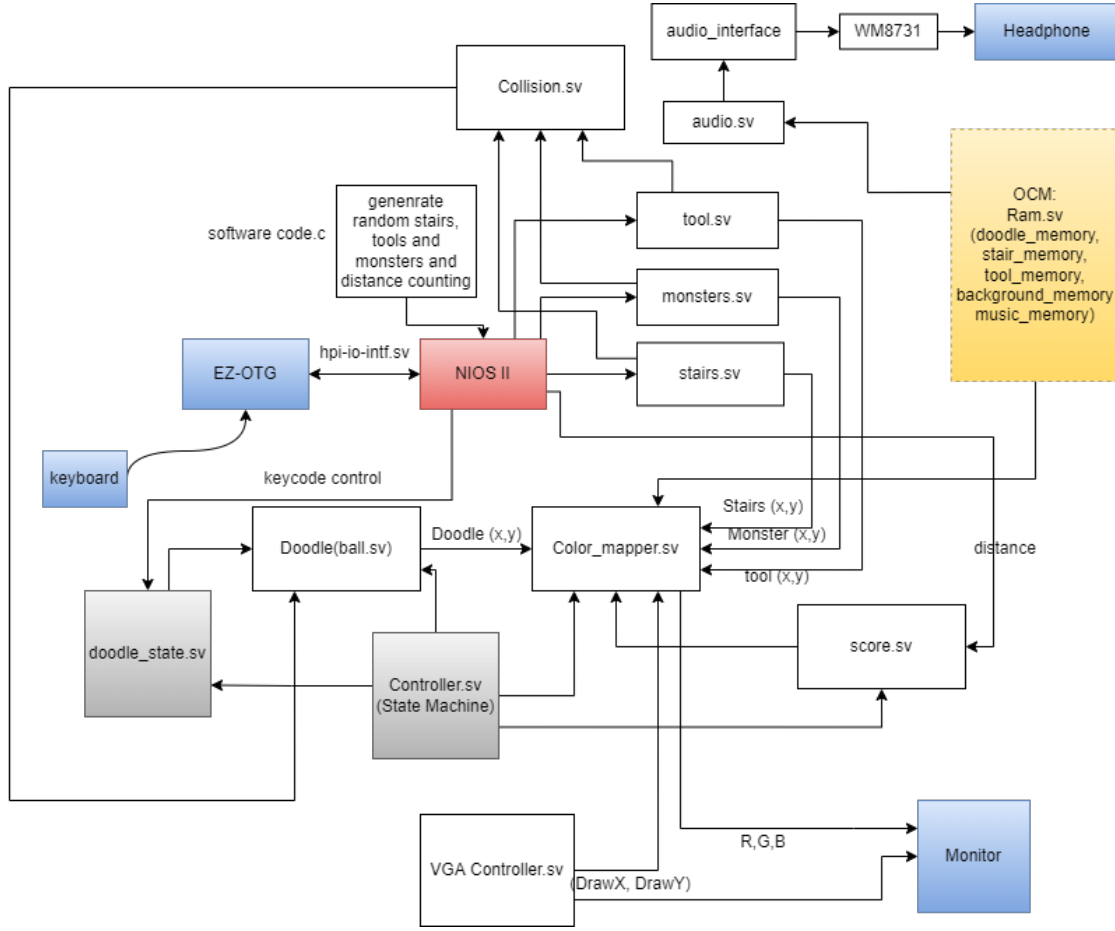 audio_interface
WM8731
Headphone
Collision.sv
audio.sv
OCM:
Ram.sv
(doodle_memory,
stair_memory,
tool_memory,
background_memory
music_memory)
software code.c
genenrate
random stairs,
tools and
monsters and
distance counting
tool.sv
monsters.sv
hpi-io-intf.sv
EZ-OTG
NIOS II
stairs.sv
keyboard
keycode control
Stairs (x,y)
Doodle(ball.sv)
Doodle (x,y)
Color_mapper.sv
Monster (x,y)
tool (x,y)
distance
doodle_state.sv
Controller.sv
(State Machine)
score.sv
R,G,B
Monitor
VGA Controller.sv
(DrawX, DrawY)